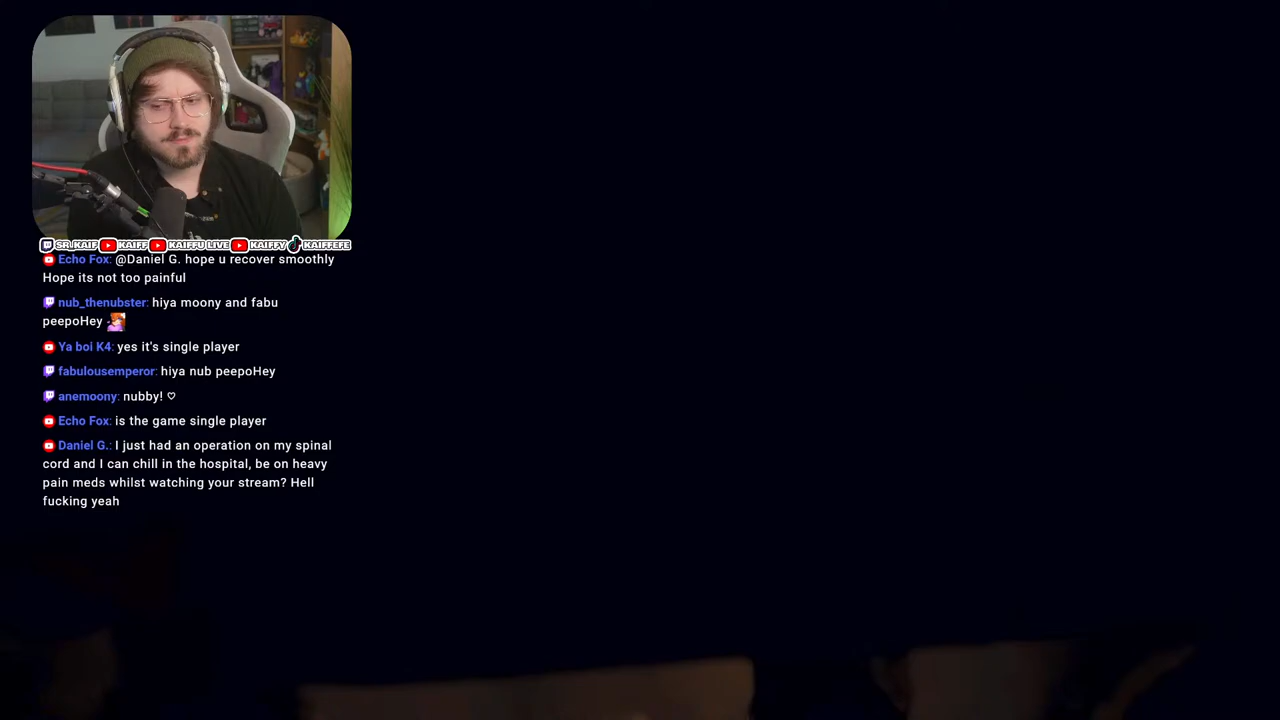 SR_KAIF KAIFF KAIFFU LIVE KAIFFY KAIFFEFE
Echo Fox: @Daniel G. hope u recover smoothly
Hope its not too painful
nub_thenubster: hiya moony and fabu
peepoHey
Ya boi K4: yes it's single player
fabulousemperor: hiya nub peepoHey
anemoony: nubby! ♡
Echo Fox: is the game single player
Daniel G.: I just had an operation on my spinal
cord and I can chill in the hospital, be on heavy
pain meds whilst watching your stream? Hell
fucking yeah